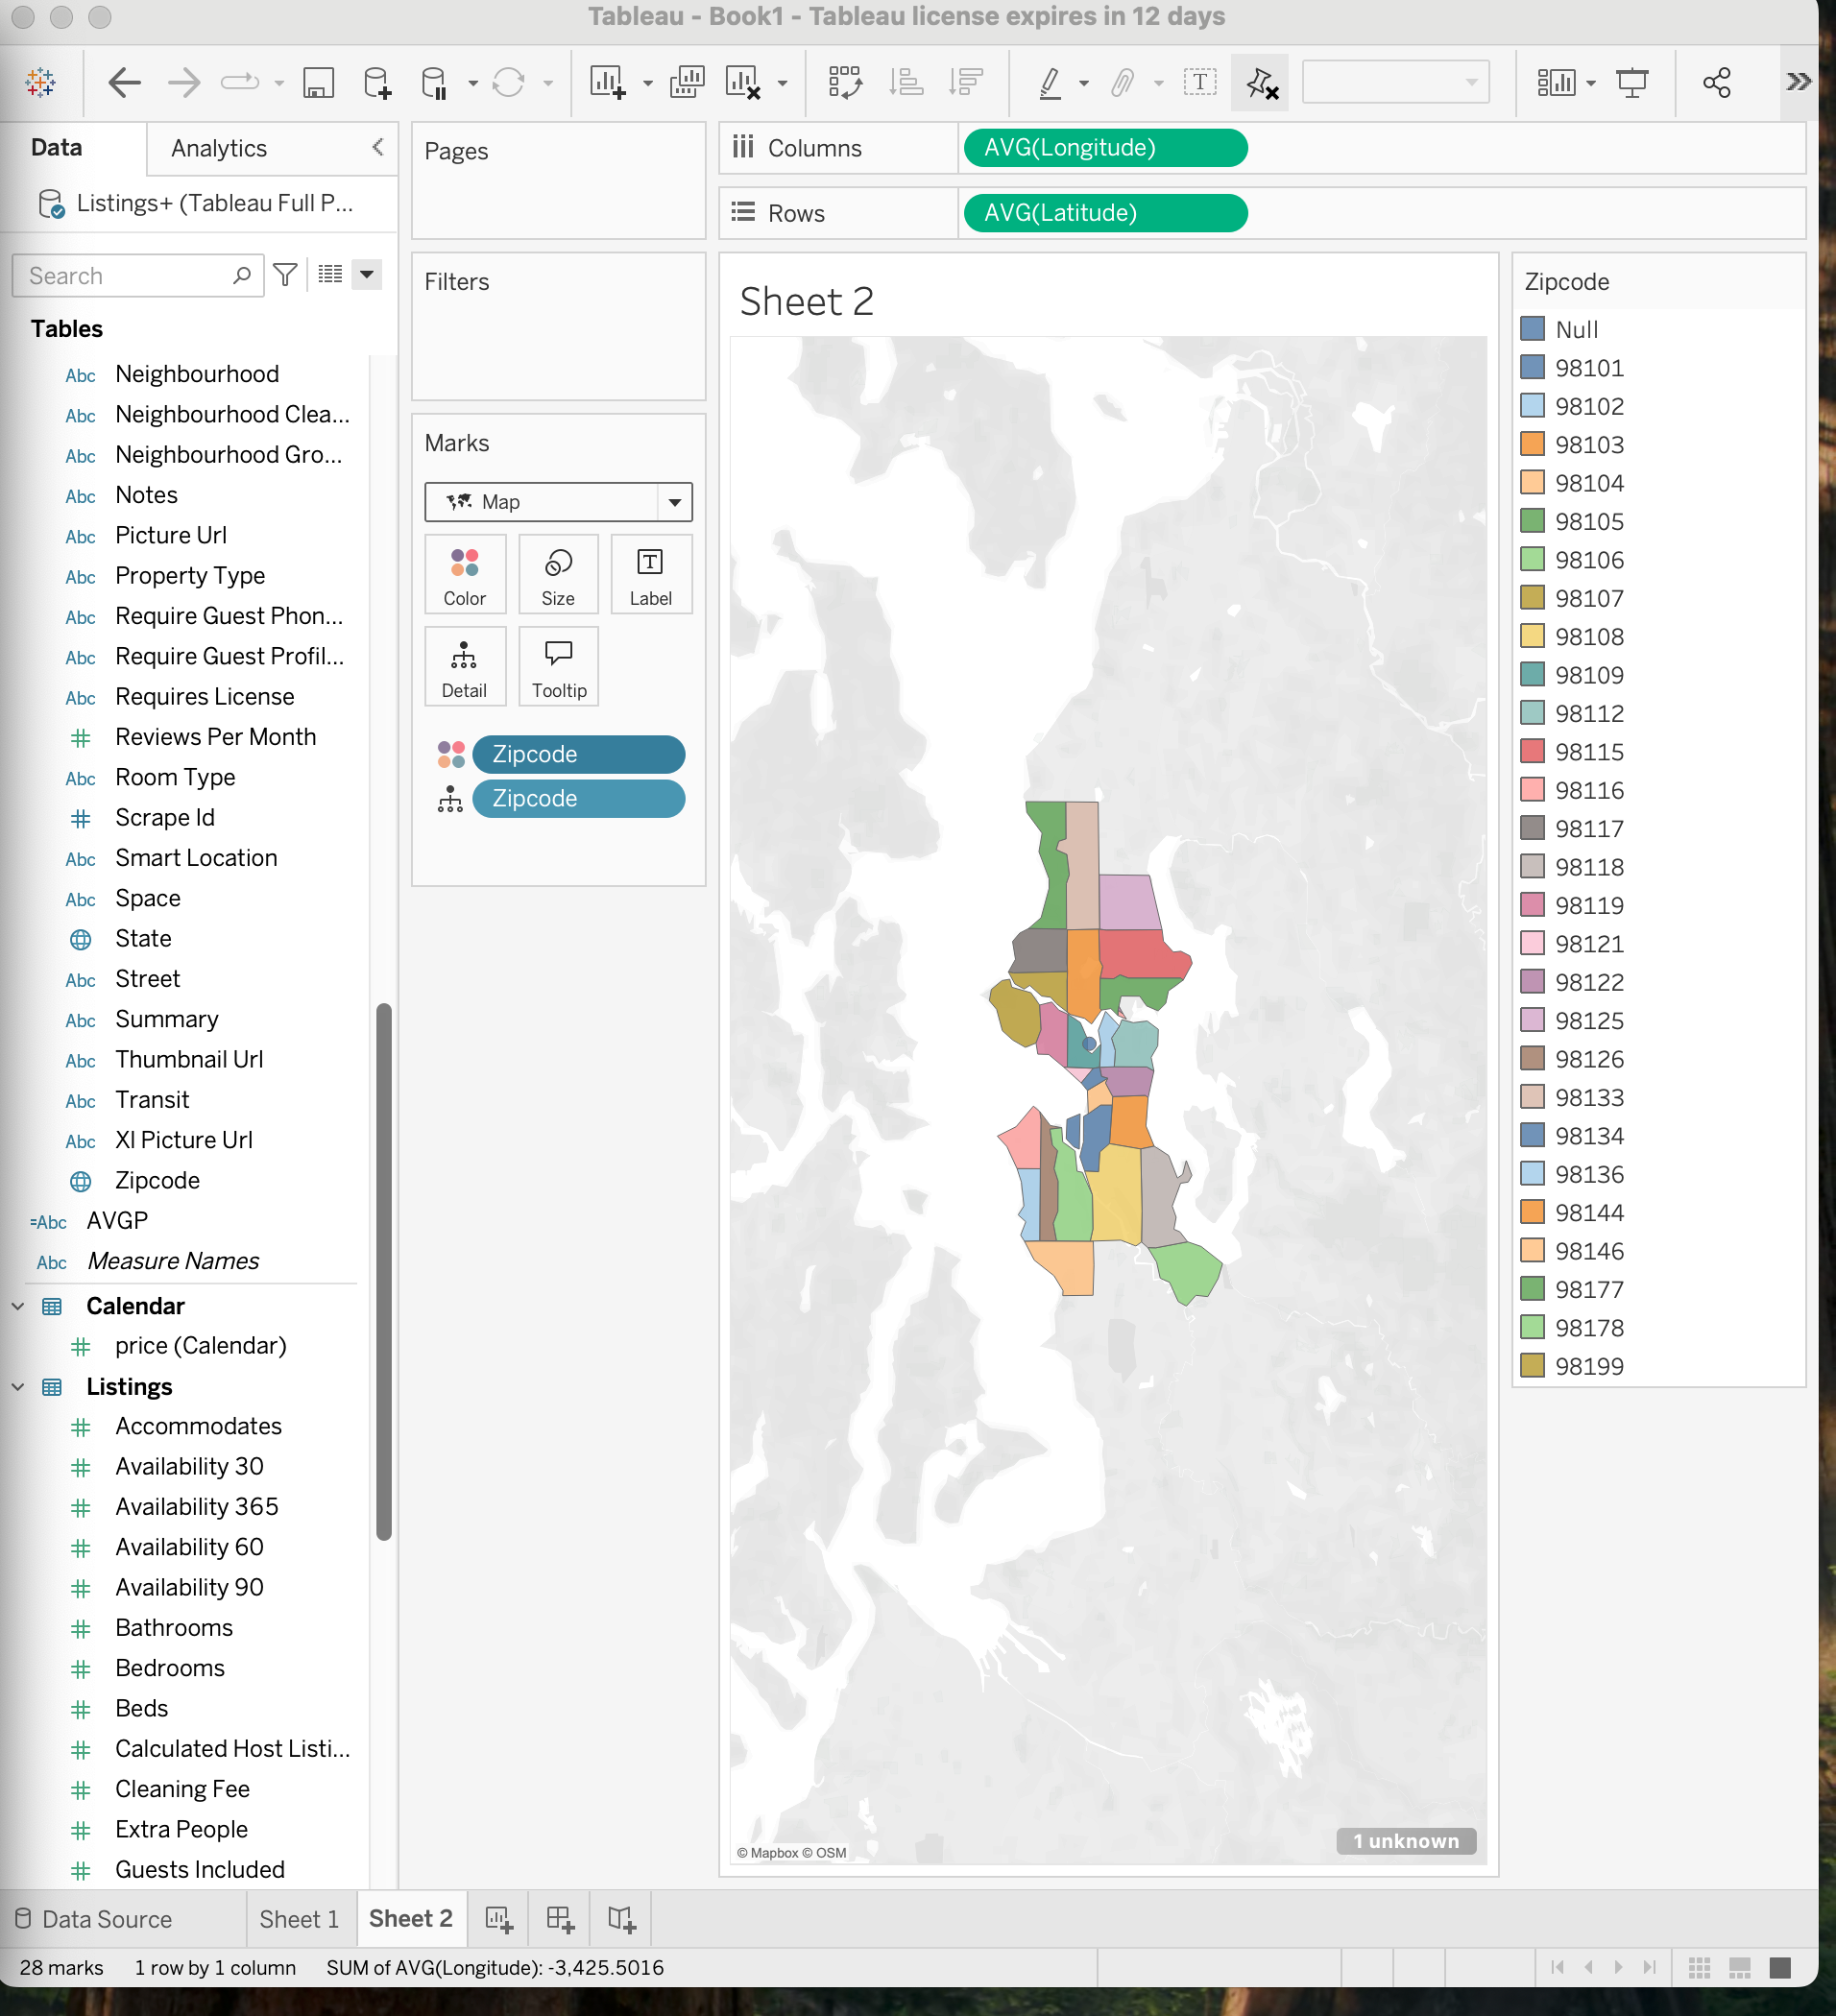 Tableau - Book1 - Tableau license expires in 12 days
Data
Analytics
Listings+ (Tableau Full P...
Search
Tables
Abc Neighbourhood
Abc Neighbourhood Clea...
Abc Neighbourhood Gro...
Abc Notes
Abc Picture Url
Abc Property Type
Abc Require Guest Phon...
Abc Require Guest Profil...
Abc Requires License
# Reviews Per Month
Abc Room Type
# Scrape Id
Abc Smart Location
Abc Space
State
Abc Street
Abc Summary
Abc Thumbnail Url
Abc Transit
Abc Xl Picture Url
Zipcode
=Abc AVGP
Abc Measure Names
Calendar
# price (Calendar)
Listings
# Accommodates
# Availability 30
# Availability 365
# Availability 60
# Availability 90
# Bathrooms
# Bedrooms
# Beds
# Calculated Host Listi...
# Cleaning Fee
# Extra People
# Guests Included
Pages
Filters
Marks
Map
Color
Size
T
Label
Detail
Tooltip
Zipcode
Zipcode
Columns
AVG(Longitude)
Rows
AVG(Latitude)
Sheet 2
© Mapbox © OSM
1 unknown
Zipcode
Null
98101
98102
98103
98104
98105
98106
98107
98108
98109
98112
98115
98116
98117
98118
98119
98121
98122
98125
98126
98133
98134
98136
98144
98146
98177
98178
98199
Data Source
Sheet 1
Sheet 2
28 marks
1 row by 1 column
SUM of AVG(Longitude): -3,425.5016